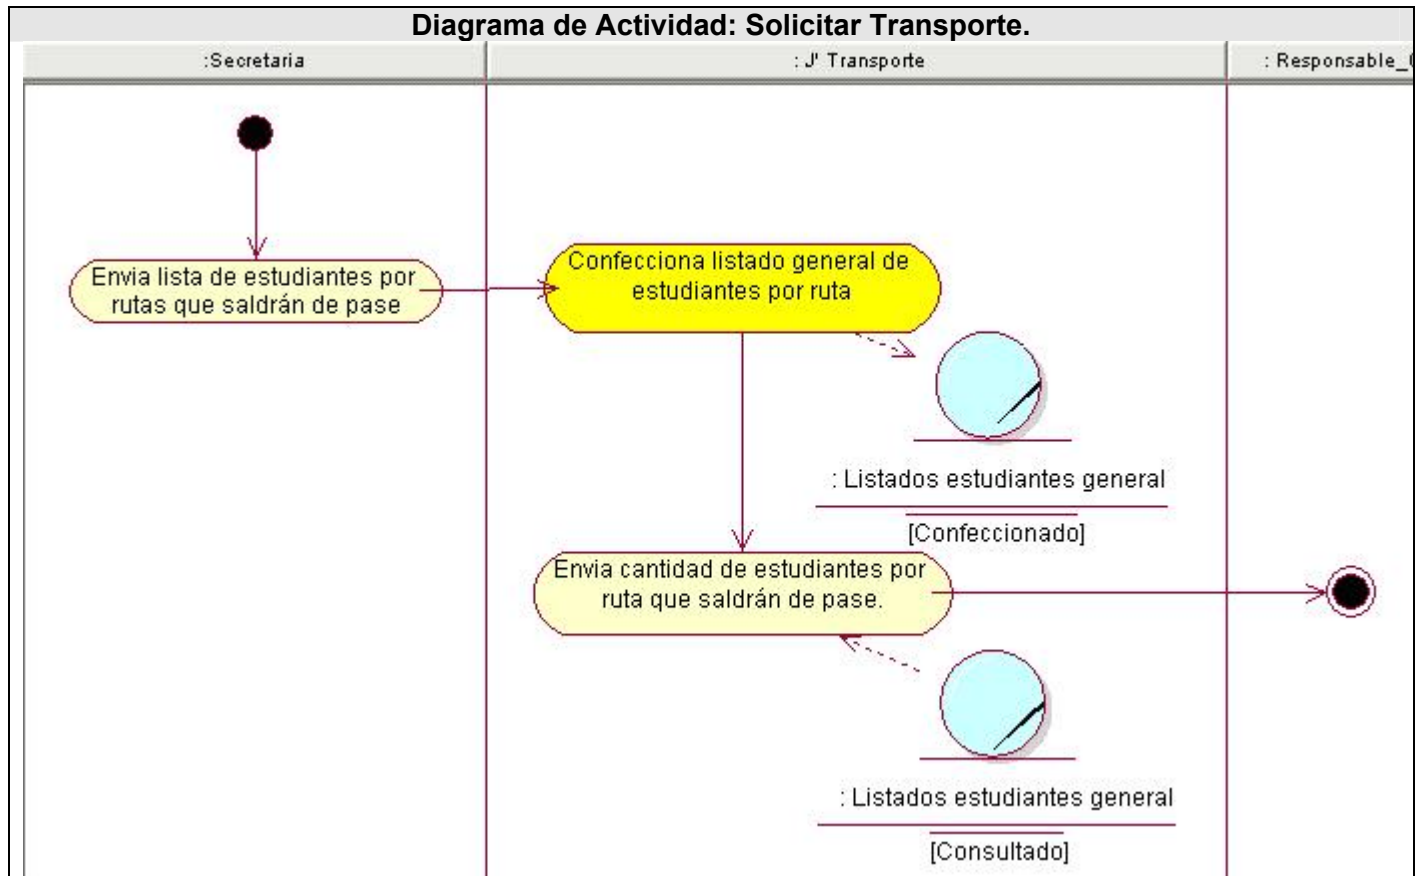 Diagrama de Actividad: Solicitar Transporte.
:Secretaria
: J' Transporte
: Responsable_
Envia lista de estudiantes por
rutas que saldrán de pase
Confecciona listado general de
estudiantes por ruta
: Listados estudiantes general
[Confeccionado]
Envia cantidad de estudiantes por
ruta que saldrán de pase.
: Listados estudiantes general
[Consultado]